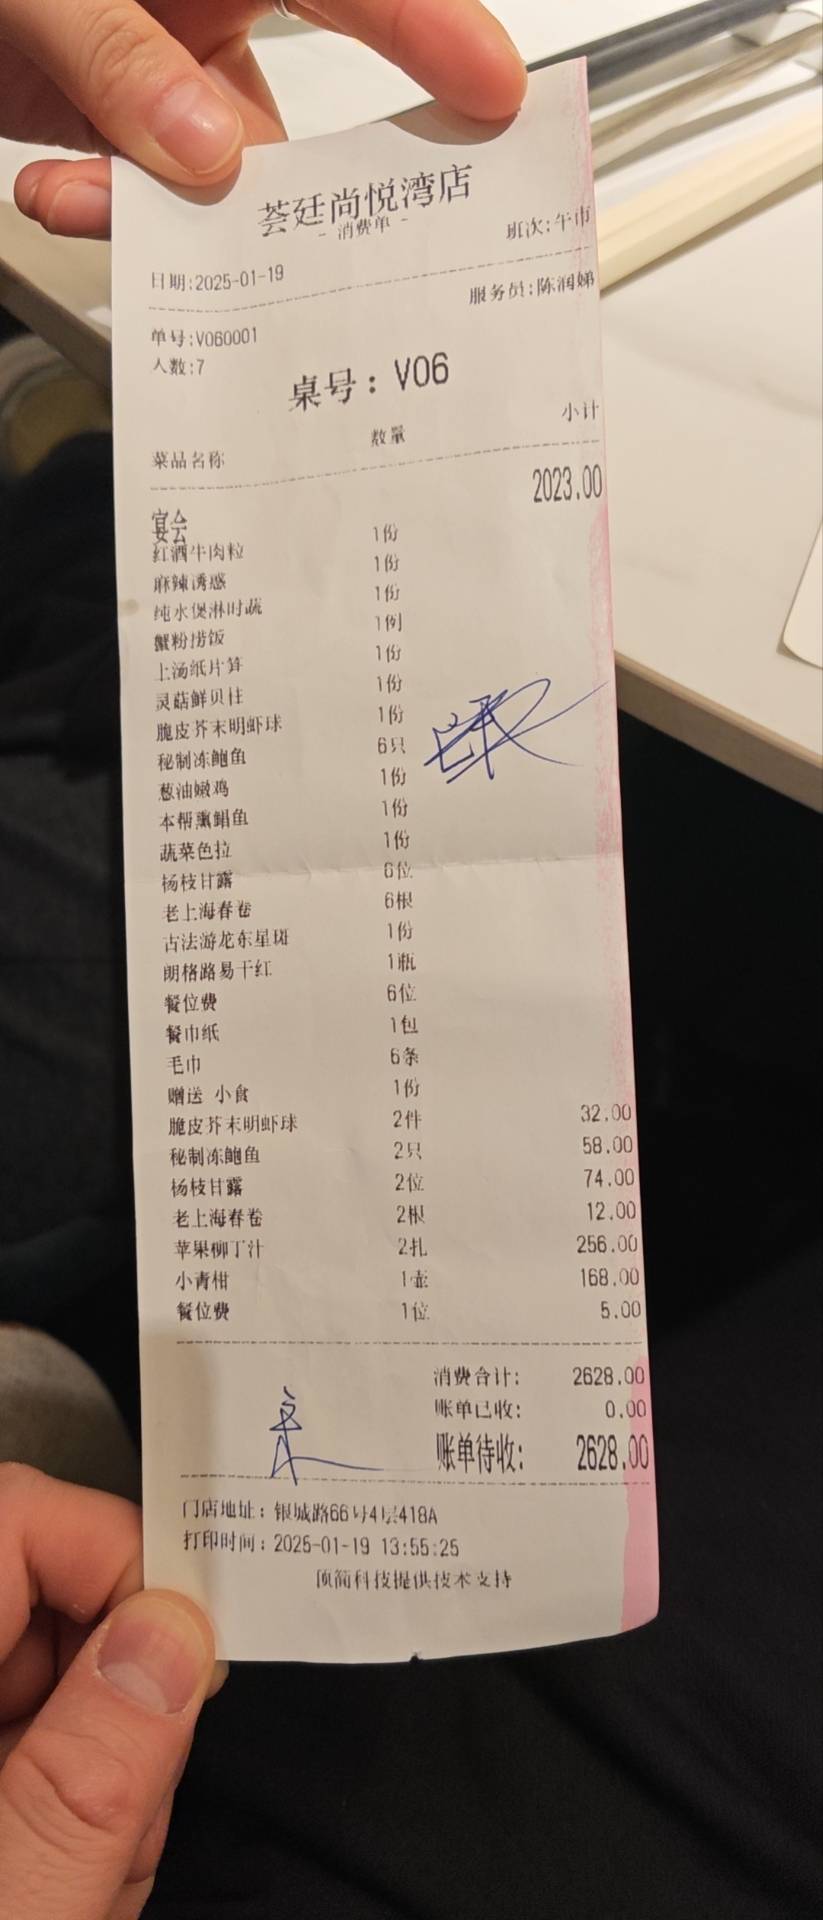 荟廷尚悦湾店
- 消费单 -
日期:2025-01-19 班次:午市
单号:V060001 服务员:陈润娣
人数:7
桌号：V06
菜品名称 数量 小计
宴会 2023.00
红酒牛肉粒 1份
麻辣诱惑 1份
纯水煲淋时蔬 1份
蟹粉捞饭 1例
上汤纸片笋 1份
灵菇鲜贝柱 1份
脆皮芥末明虾球 1份
秘制冻鲍鱼 6只
葱油嫩鸡 1份
本帮熏鲳鱼 1份
蔬菜色拉 1份
杨枝甘露 6位
老上海春卷 6根
古法游龙东星斑 1份
朗格路易干红 1瓶
餐位费 6位
餐巾纸 1包
毛巾 6条
赠送 小食 1份
脆皮芥末明虾球 2件 32.00
秘制冻鲍鱼 2只 58.00
杨枝甘露 2位 74.00
老上海春卷 2根 12.00
苹果柳丁汁 2扎 256.00
小青柑 1壶 168.00
餐位费 1位 5.00
消费合计: 2628.00
账单已收: 0.00
账单待收: 2628.00
门店地址：银城路66号4层418A
打印时间：2025-01-19 13:55:25
顶简科技提供技术支持